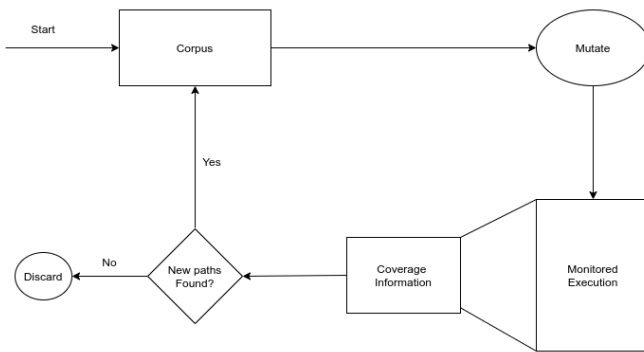 Start
Corpus
Mutate
Yes
No
Discard
New paths
Found?
Coverage
Information
Monitored
Execution